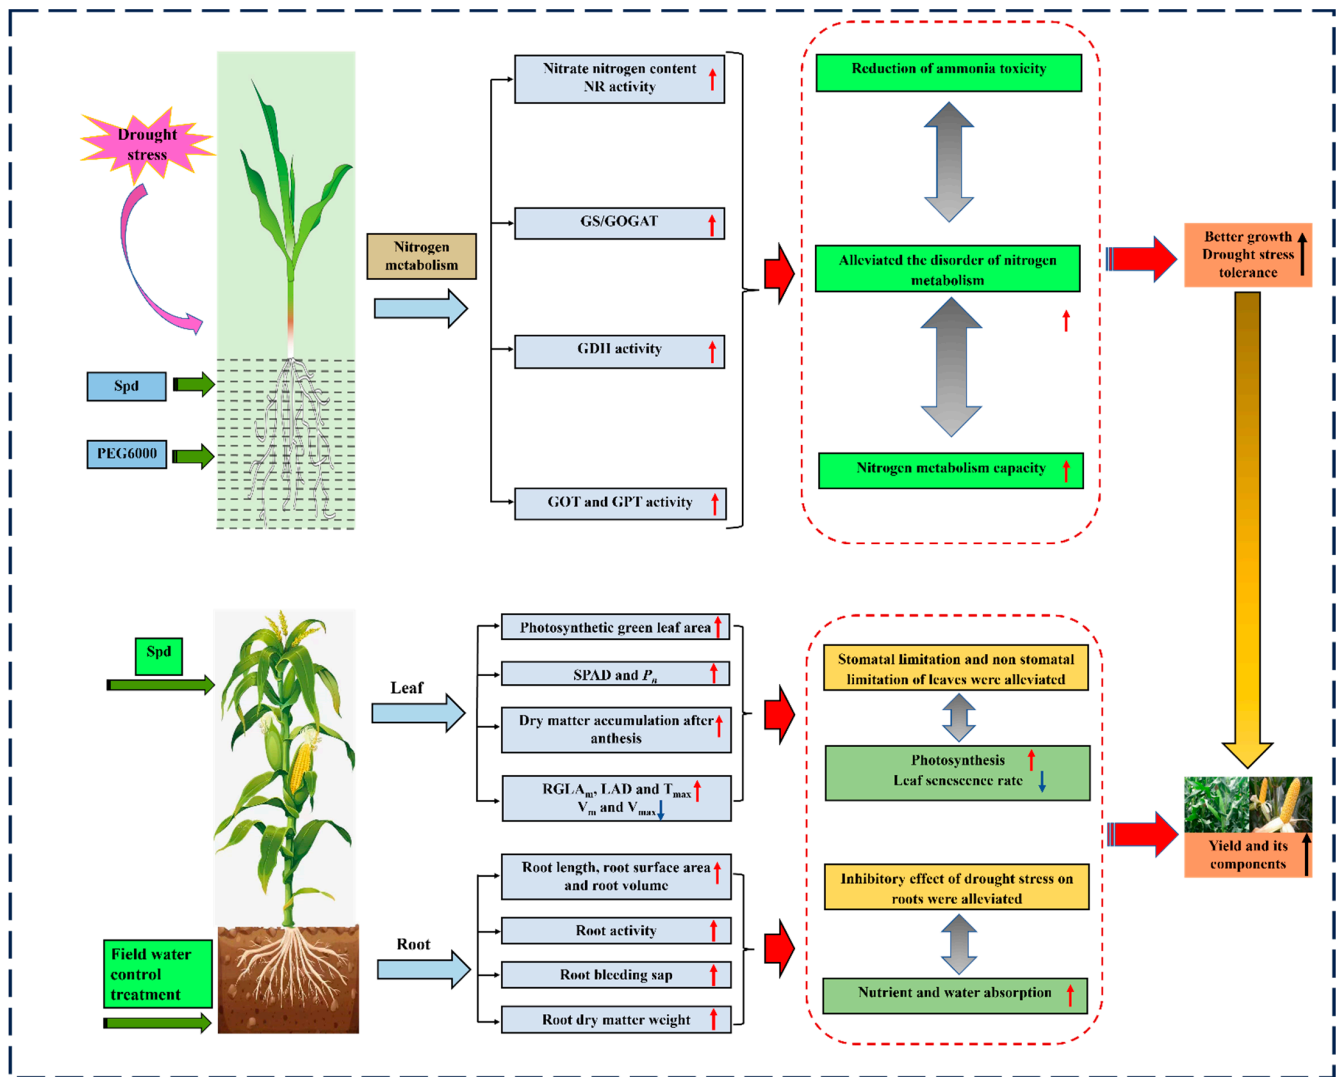 Drought
stress
Spd
PEG6000
Nitrogen
metabolism
Nitrate nitrogen content
NR activity
GS/GOGAT
GDH activity
GOT and GPT activity
Reduction of ammonia toxicity
Alleviated the disorder of nitrogen
metabolism
Nitrogen metabolism capacity
Better growth
Drought stress
tolerance
Spd
Field water
control
treatment
Leaf
Photosynthetic green leaf area
SPAD and Pn
Dry matter accumulation after
anthesis
RGLAm, LAD and Tmax
Vm and Vmax
Root
Root length, root surface area
and root volume
Root activity
Root bleeding sap
Root dry matter weight
Stomatal limitation and non stomatal
limitation of leaves were alleviated
Photosynthesis
Leaf senescence rate
Inhibitory effect of drought stress on
roots were alleviated
Nutrient and water absorption
Yield and its
components